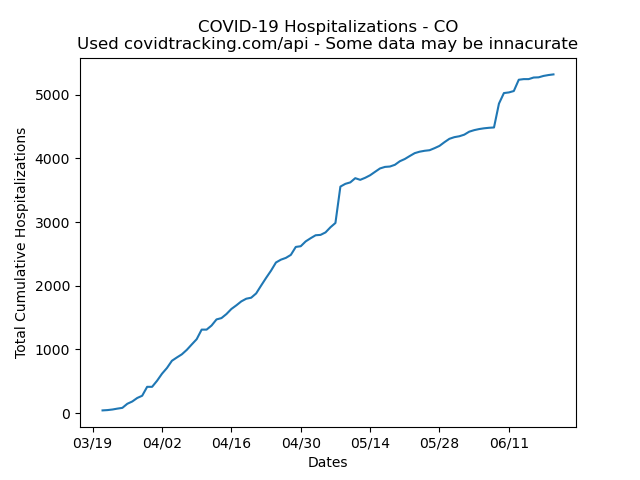 COVID-19 Hospitalizations - CO
Used covidtracking.com/api - Some data may be innacurate
Total Cumulative Hospitalizations
5000
4000
3000
2000
1000
0
03/19 04/02 04/16 04/30 05/14 05/28 06/11
Dates